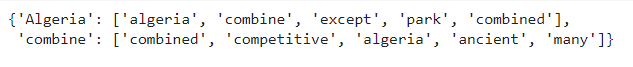 {'Algeria': ['algeria', 'combine', 'except', 'park', 'combined'],
 'combine': ['combined', 'competitive', 'algeria', 'ancient', 'many']}